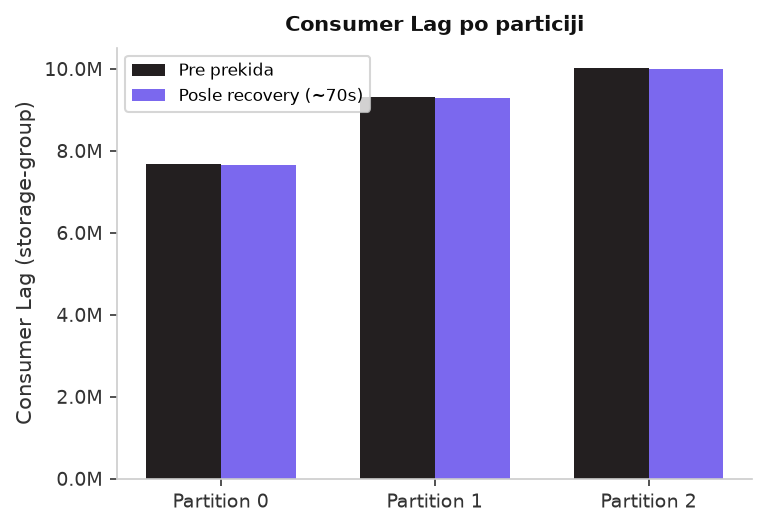 Consumer Lag po particiji
Pre prekida
Posle recovery (~70s)
Consumer Lag (storage-group)
10.0M
8.0M
6.0M
4.0M
2.0M
0.0M
Partition 0
Partition 1
Partition 2